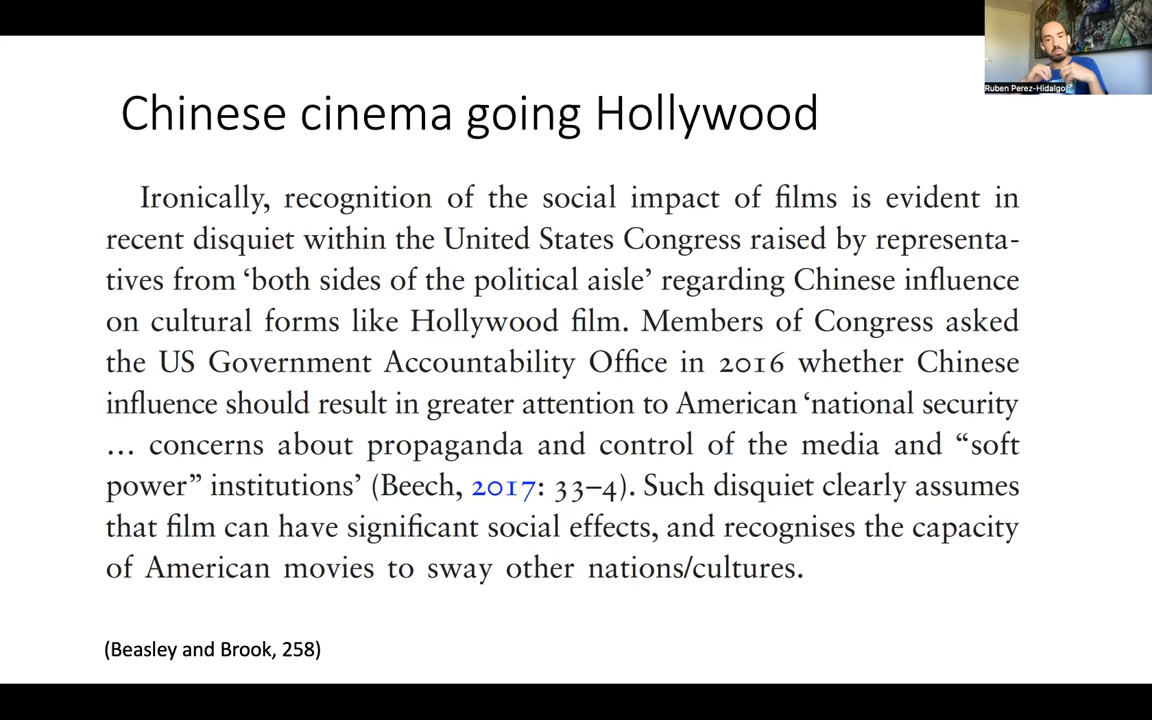 Ruben Perez-Hidalgo
Chinese cinema going Hollywood
Ironically, recognition of the social impact of films is evident in
recent disquiet within the United States Congress raised by representa-
tives from ‘both sides of the political aisle’ regarding Chinese influence
on cultural forms like Hollywood film. Members of Congress asked
the US Government Accountability Office in 2016 whether Chinese
influence should result in greater attention to American ‘national security
… concerns about propaganda and control of the media and “soft
power” institutions’ (Beech, 2017: 33–4). Such disquiet clearly assumes
that film can have significant social effects, and recognises the capacity
of American movies to sway other nations/cultures.
(Beasley and Brook, 258)